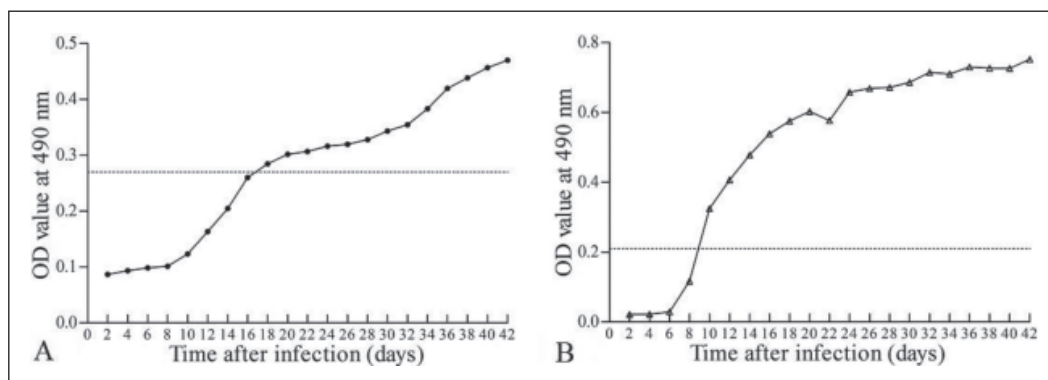 0.5
0.4
0.3
0.2
0.1
0.0
OD value at 490 nm
0 2 4 6 8 10 12 14 16 18 20 22 24 26 28 30 32 34 36 38 40 42
Time after infection (days)
A
0.8
0.6
0.4
0.2
0.0
OD value at 490 nm
0 2 4 6 8 10 12 14 16 18 20 22 24 26 28 30 32 34 36 38 40 42
Time after infection (days)
B